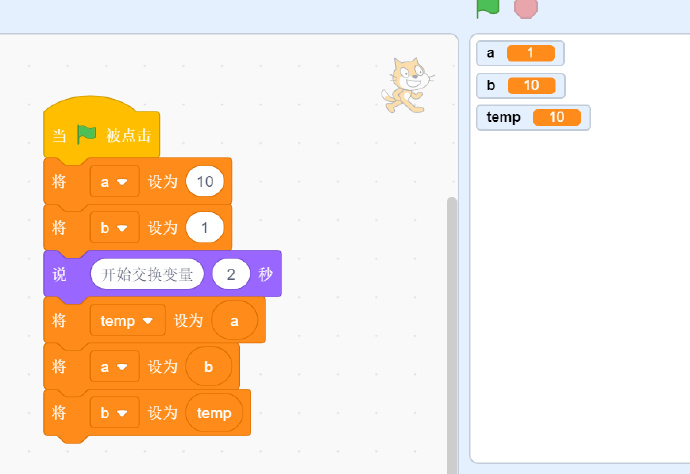 当 被点击
将 a 设为 10
将 b 设为 1
说 开始交换变量 2 秒
将 temp 设为 a
将 a 设为 b
将 b 设为 temp
a 1
b 10
temp 10